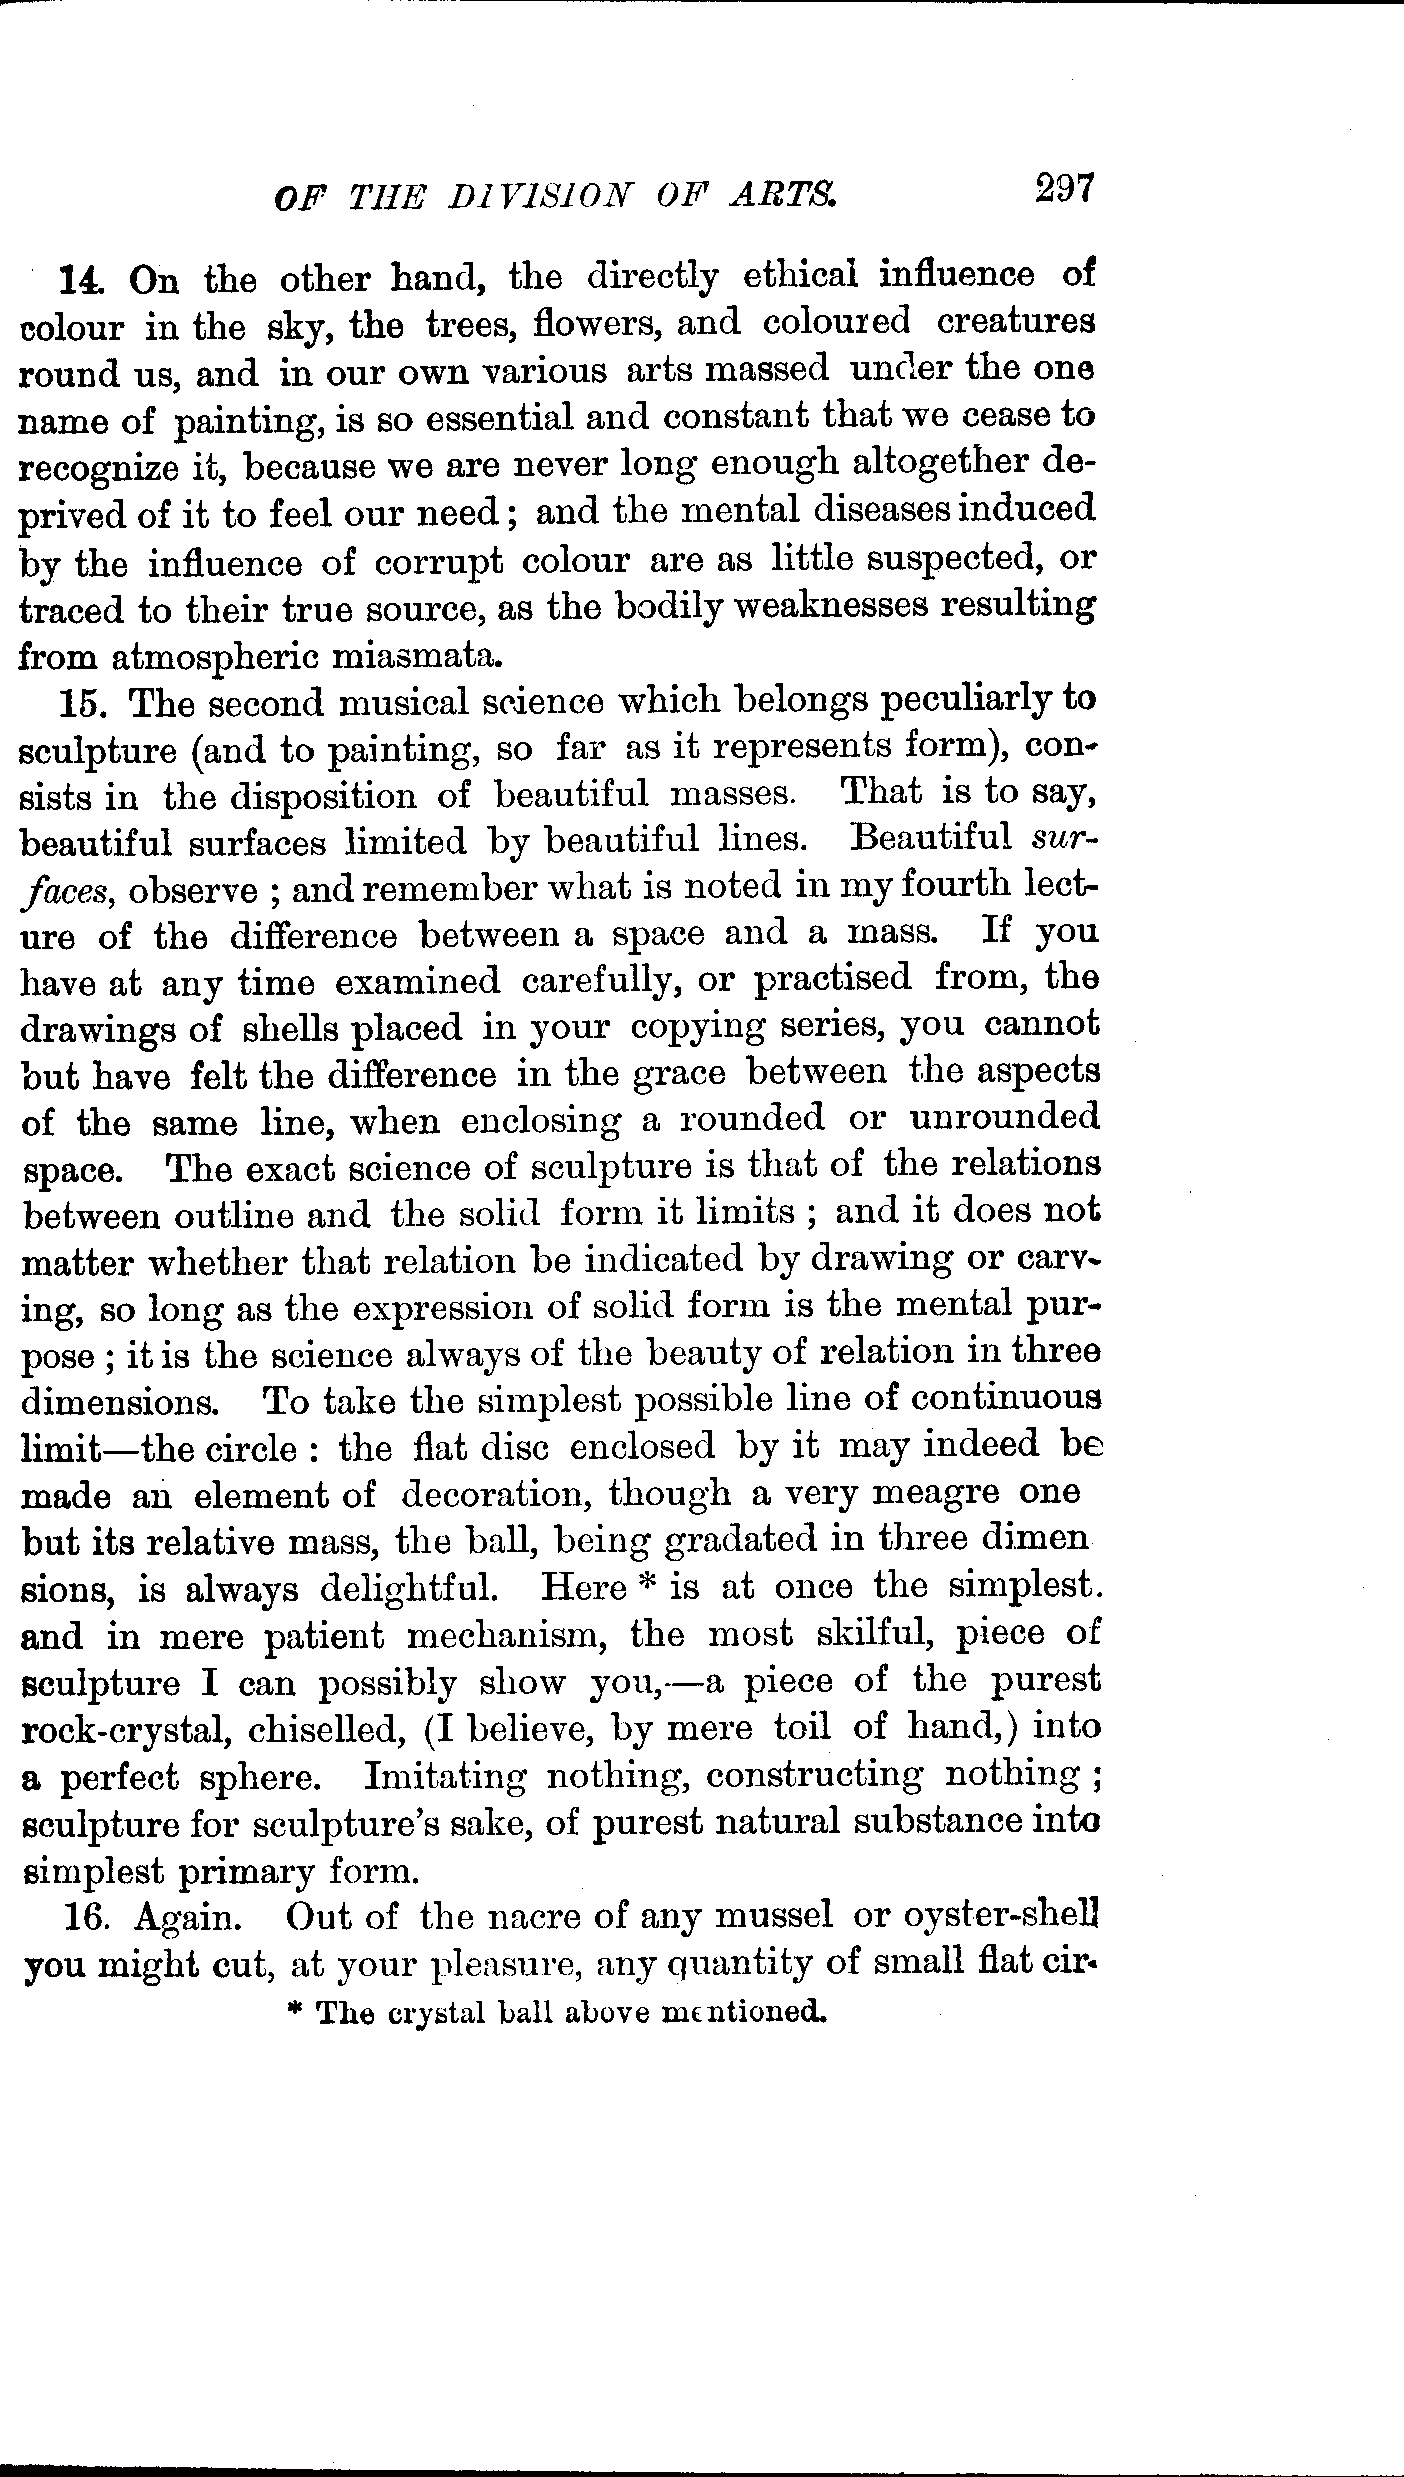 OF THE DIVISION OF ARTS. 297
14. On the other hand, the directly ethical influence of
colour in the sky, the trees, flowers, and coloured creatures
round us, and in our own various arts massed under the one
name of painting, is so essential and constant that we cease to
recognize it, because we are never long enough altogether de-
prived of it to feel our need; and the mental diseases induced
by the influence of corrupt colour are as little suspected, or
traced to their true source, as the bodily weaknesses resulting
from atmospheric miasmata.
15. The second musical science which belongs peculiarly to
sculpture (and to painting, so far as it represents form), con-
sists in the disposition of beautiful masses. That is to say,
beautiful surfaces limited by beautiful lines. Beautiful sur-
faces, observe ; and remember what is noted in my fourth lect-
ure of the difference between a space and a mass. If you
have at any time examined carefully, or practised from, the
drawings of shells placed in your copying series, you cannot
but have felt the difference in the grace between the aspects
of the same line, when enclosing a rounded or unrounded
space. The exact science of sculpture is that of the relations
between outline and the solid form it limits ; and it does not
matter whether that relation be indicated by drawing or carv-
ing, so long as the expression of solid form is the mental pur-
pose ; it is the science always of the beauty of relation in three
dimensions. To take the simplest possible line of continuous
limit—the circle : the flat disc enclosed by it may indeed be
made an element of decoration, though a very meagre one
but its relative mass, the ball, being gradated in three dimen
sions, is always delightful. Here * is at once the simplest.
and in mere patient mechanism, the most skilful, piece of
sculpture I can possibly show you,—a piece of the purest
rock-crystal, chiselled, (I believe, by mere toil of hand,) into
a perfect sphere. Imitating nothing, constructing nothing ;
sculpture for sculpture's sake, of purest natural substance into
simplest primary form.
16. Again. Out of the nacre of any mussel or oyster-shell
you might cut, at your pleasure, any quantity of small flat cir-
* The crystal ball above mentioned.